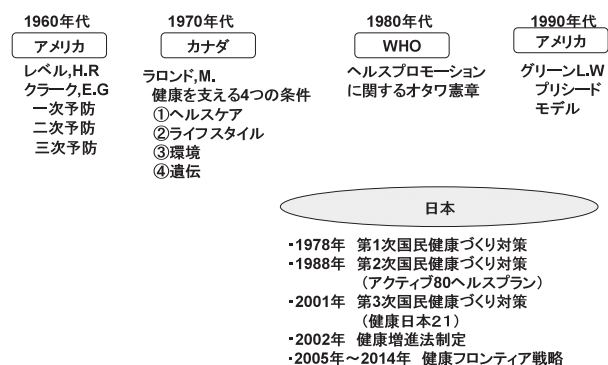 1960年代
アメリカ
レベル,H.R
クラーク,E.G
一次予防
二次予防
三次予防
1970年代
カナダ
ラロンド,M.
健康を支える4つの条件
①ヘルスケア
②ライフスタイル
③環境
④遺伝
1980年代
WHO
ヘルスプロモーション
に関するオタワ憲章
1990年代
アメリカ
グリーンL.W
プリシード
モデル
日本
・1978年 第1次国民健康づくり対策
・1988年 第2次国民健康づくり対策
（アクティブ80ヘルスプラン）
・2001年 第3次国民健康づくり対策
（健康日本２１）
・2002年 健康増進法制定
・2005年～2014年 健康フロンティア戦略